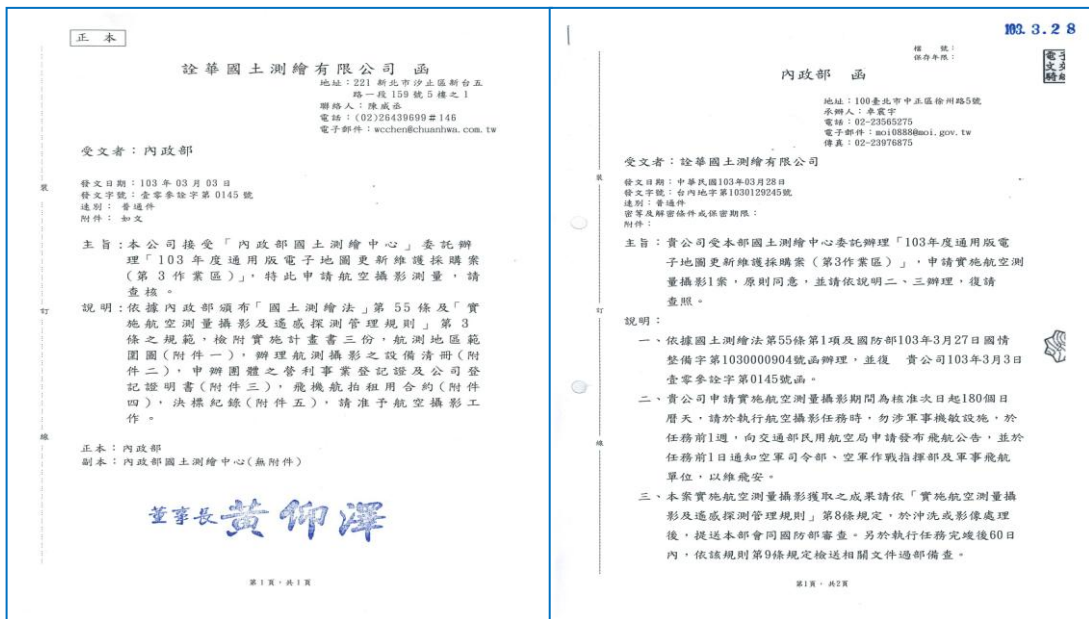 正本
詮華國土測繪有限公司 函
地址：221 新北市汐止區新台五
路一段 159 號 5 樓之 1
聯絡人：陳威丞
電話：(02)26439699＃146
電子郵件：wcchen@chuanhwa.com.tw
受文者：內政部
發文日期：103 年 03 月 03 日
發文字號：壹零參詮字第 0145 號
速別：普通件
附件：如文
主旨：本公司接受「內政部國土測繪中心」委託辦
理「103 年度通用版電子地圖更新維護採購案
(第 3 作業區)」，特此申請航空攝影測量，請
查核。
說明：依據內政部頒布「國土測繪法」第 55 條及「實
施航空測量攝影及遙感探測管理規則」第 3
條之規範，檢附實施計畫書三份，航測地區範
圍圖(附件一)，辦理航測攝影之設備清冊(附
件二)，申辦團體之營利事業登記證及公司登
記證明書(附件三)，飛機航拍租用合約(附件
四)，決標紀錄(附件五)，請准予航空攝影工
作。
正本：內政部
副本：內政部國土測繪中心(無附件)
董事長 黃仰澤
第 1 頁，共 1 頁
裝
訂
線
103. 3. 28
檔 號：
保存年限：
內政部 函
地址：100臺北市中正區徐州路5號
承辦人：卓震宇
電話：02-23565275
電子郵件：moi0888@moi.gov.tw
傳真：02-23976875
受文者：詮華國土測繪有限公司
發文日期：中華民國103年03月28日
發文字號：台內地字第1030129245號
速別：普通件
密等及解密條件或保密期限：
附件：
主旨：貴公司受本部國土測繪中心委託辦理「103年度通用版電
子地圖更新維護採購案（第3作業區）」，申請實施航空測
量攝影1案，原則同意，並請依說明二、三辦理，復請
查照。
說明：
一、依據國土測繪法第55條第1項及國防部103年3月27日國情
整備字第1030000904號函辦理，並復 貴公司103年3月3日
壹零參詮字第0145號函。
二、貴公司申請實施航空測量攝影期間為核准次日起180個日
曆天，請於執行航空攝影任務時，勿涉軍事機敏設施，於
任務前1週，向交通部民用航空局申請發布飛航公告，並於
任務前1日通知空軍司令部、空軍作戰指揮部及軍事飛航
單位，以維飛安。
三、本案實施航空測量攝影獲取之成果請依「實施航空測量攝
影及遙感探測管理規則」第8條規定，於沖洗或影像處理
後，提送本部會同國防部審查。另於執行任務完竣後60日
內，依該規則第9條規定檢送相關文件過部備查。
第1頁，共2頁
裝
訂
線